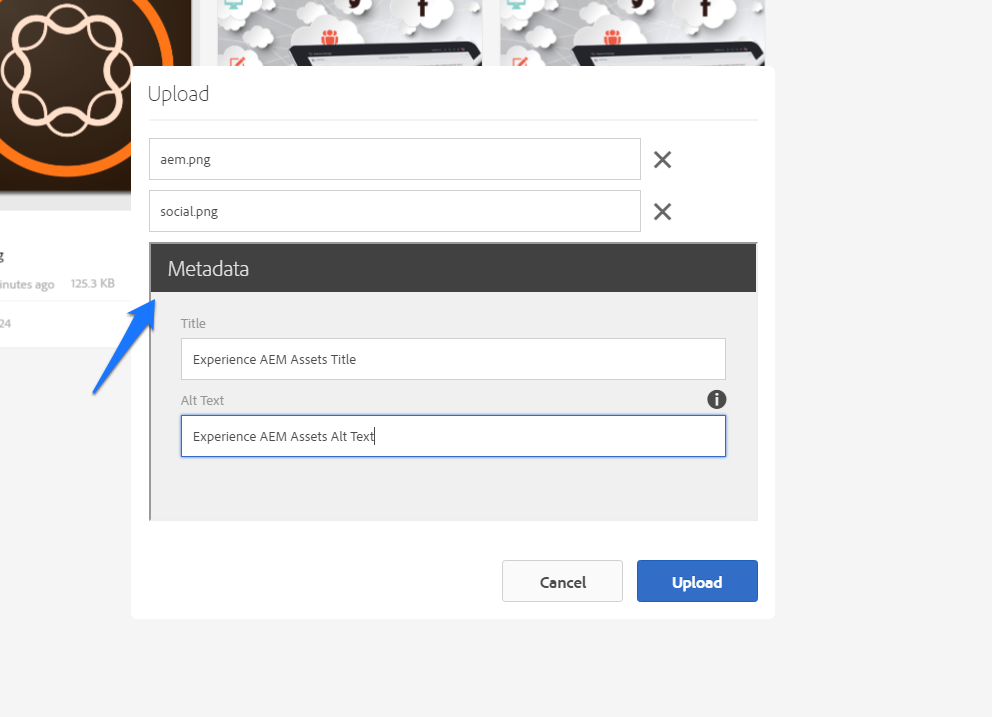 Upload
aem.png
social.png
Metadata
g
inutes ago 125.3 KB
24
Title
Experience AEM Assets Title
Alt Text
Experience AEM Assets Alt Text
Cancel
Upload